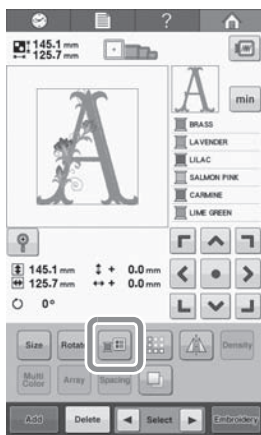 ?
145.1 mm
125.7 mm
A
A
min
BRASS
LAVENDER
LILAC
SALMON PINK
CARMINE
LIME GREEN
145.1 mm + 0.0 mm
125.7 mm + 0.0 mm
0°
Size Rotate Density
Multi Color Array Spacing
Add Delete Select Embroidery